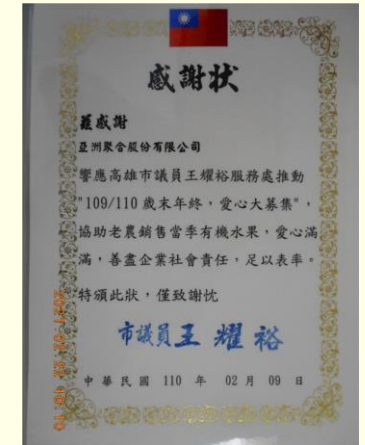 感謝狀
茲感謝
亞洲聚合股份有限公司
響應高雄市議員王耀裕服務處推動
"109/110 歲末年終，愛心大募集"，
協助老農銷售當季有機水果，愛心滿
滿，善盡企業社會責任，足以表率。
特頒此狀，僅致謝忱
市議員王耀裕
中華民國 110 年 02 月 09 日